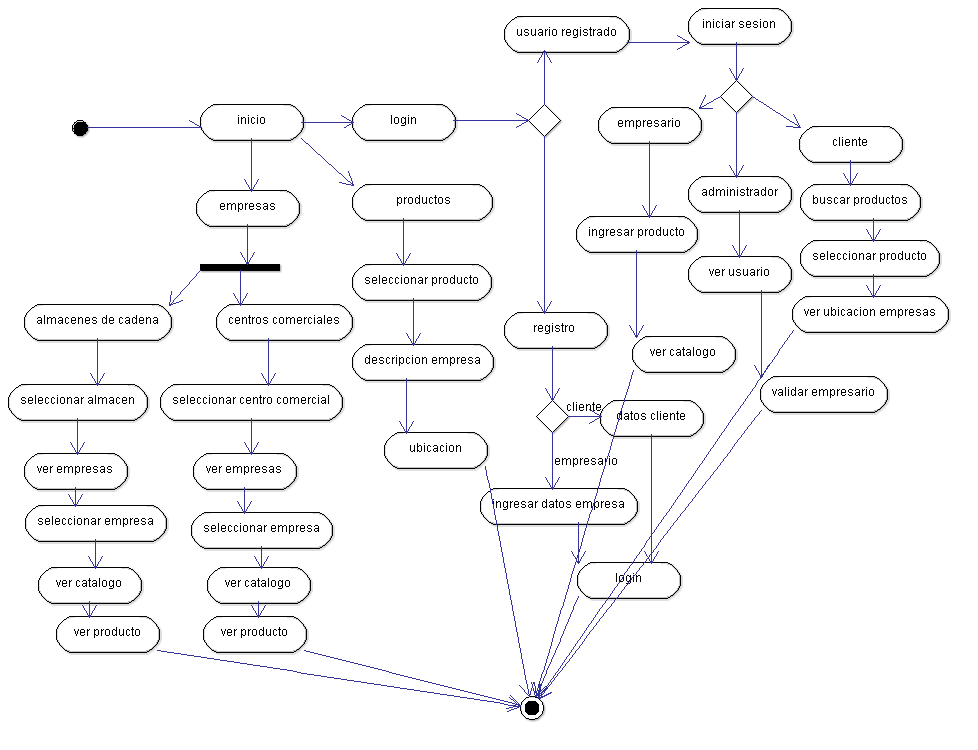 usuario registrado
iniciar sesion
inicio
login
empresario
cliente
empresas
productos
administrador
buscar productos
ingresar producto
seleccionar producto
seleccionar producto
ver usuario
almacenes de cadena
centros comerciales
registro
ver ubicacion empresas
descripcion empresa
ver catalogo
seleccionar almacen
seleccionar centro comercial
cliente
datos cliente
validar empresario
ubicacion
empresario
ver empresas
ver empresas
ingresar datos empresa
seleccionar empresa
seleccionar empresa
ver catalogo
ver catalogo
login
ver producto
ver producto